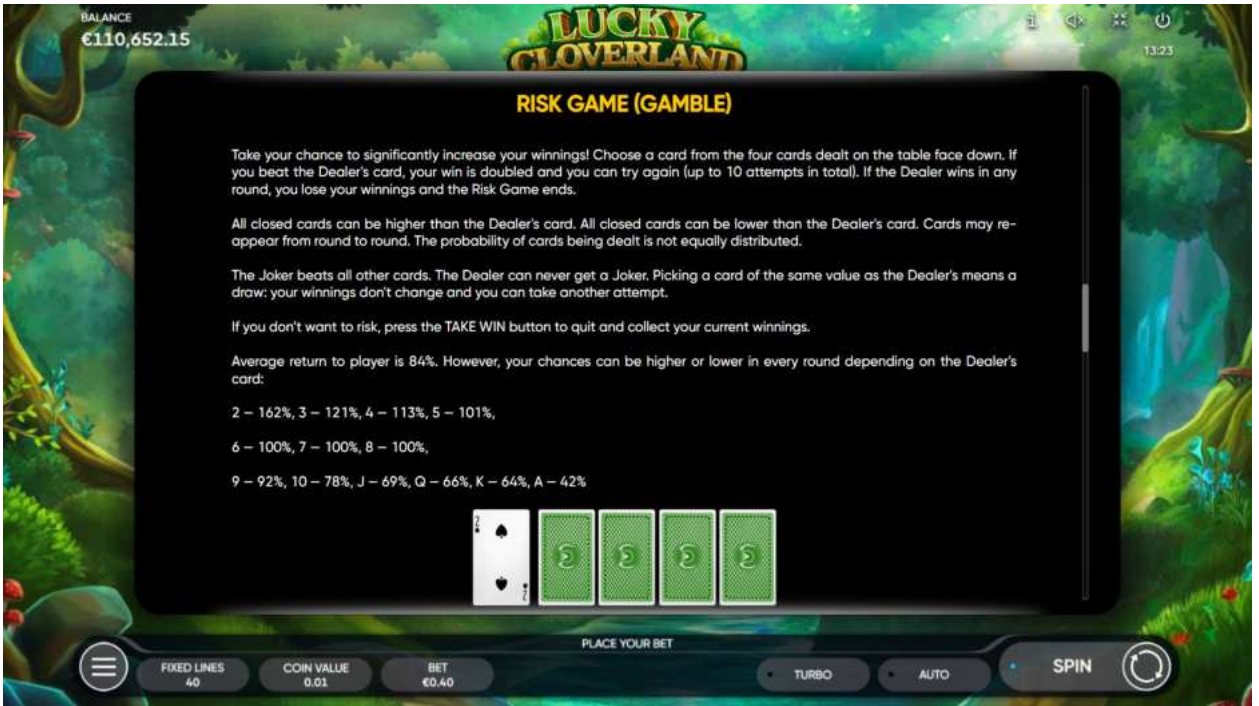 BALANCE
€110,652.15
LUCKY
CLOVERLAND
13:23
RISK GAME (GAMBLE)
Take your chance to significantly increase your winnings! Choose a card from the four cards dealt on the table face down. If
you beat the Dealer's card, your win is doubled and you can try again (up to 10 attempts in total). If the Dealer wins in any
round, you lose your winnings and the Risk Game ends.
All closed cards can be higher than the Dealer's card. All closed cards can be lower than the Dealer's card. Cards may re-
appear from round to round. The probability of cards being dealt is not equally distributed.
The Joker beats all other cards. The Dealer can never get a Joker. Picking a card of the same value as the Dealer's means a
draw: your winnings don't change and you can take another attempt.
If you don't want to risk, press the TAKE WIN button to quit and collect your current winnings.
Average return to player is 84%. However, your chances can be higher or lower in every round depending on the Dealer's
card:
2 – 162%, 3 – 121%, 4 – 113%, 5 – 101%,
6 – 100%, 7 – 100%, 8 – 100%,
9 – 92%, 10 – 78%, J – 69%, Q – 66%, K – 64%, A – 42%
2
2
PLACE YOUR BET
FIXED LINES
40
COIN VALUE
0.01
BET
€0.40
TURBO
AUTO
SPIN